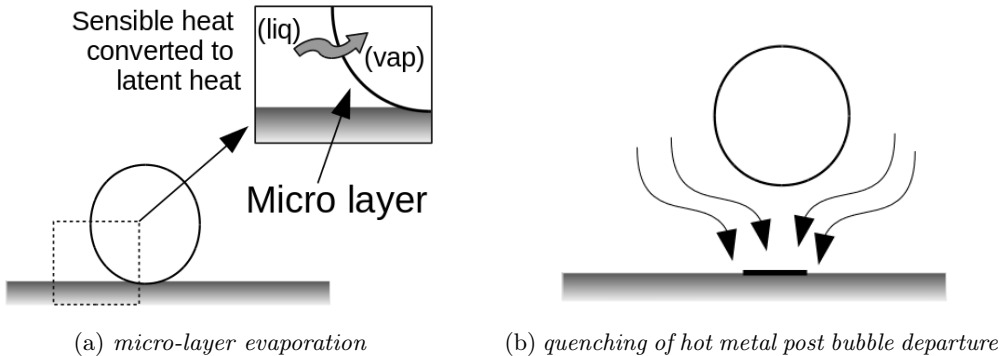 Sensible heat
converted to
latent heat
(liq)
(vap)
Micro layer
(a) micro-layer evaporation
(b) quenching of hot metal post bubble departure